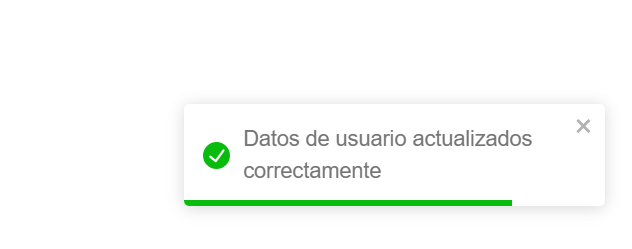 Datos de usuario actualizados
correctamente